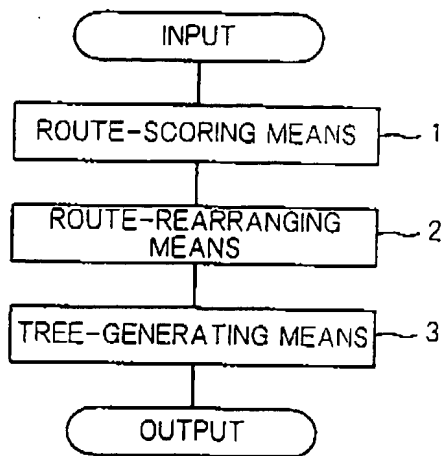 INPUT
ROUTE-SCORING MEANS
1
ROUTE-REARRANGING
MEANS
2
TREE-GENERATING MEANS
3
OUTPUT